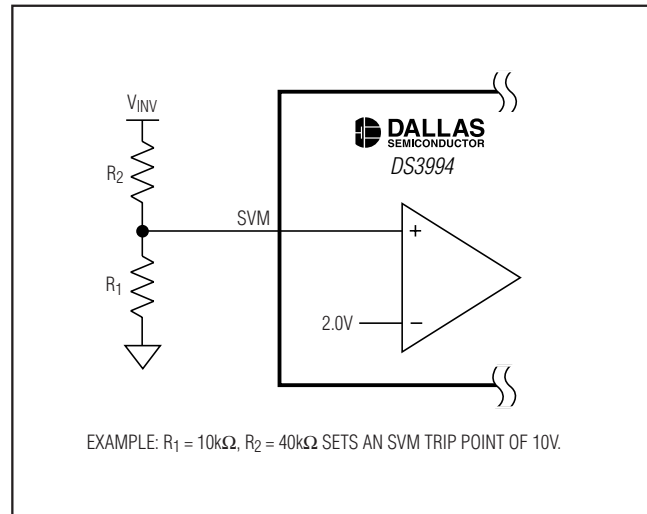 V_INV
DALLAS
SEMICONDUCTOR
DS3994
R2
SVM
+
R1
2.0V
−
EXAMPLE: R1 = 10kΩ, R2 = 40kΩ SETS AN SVM TRIP POINT OF 10V.